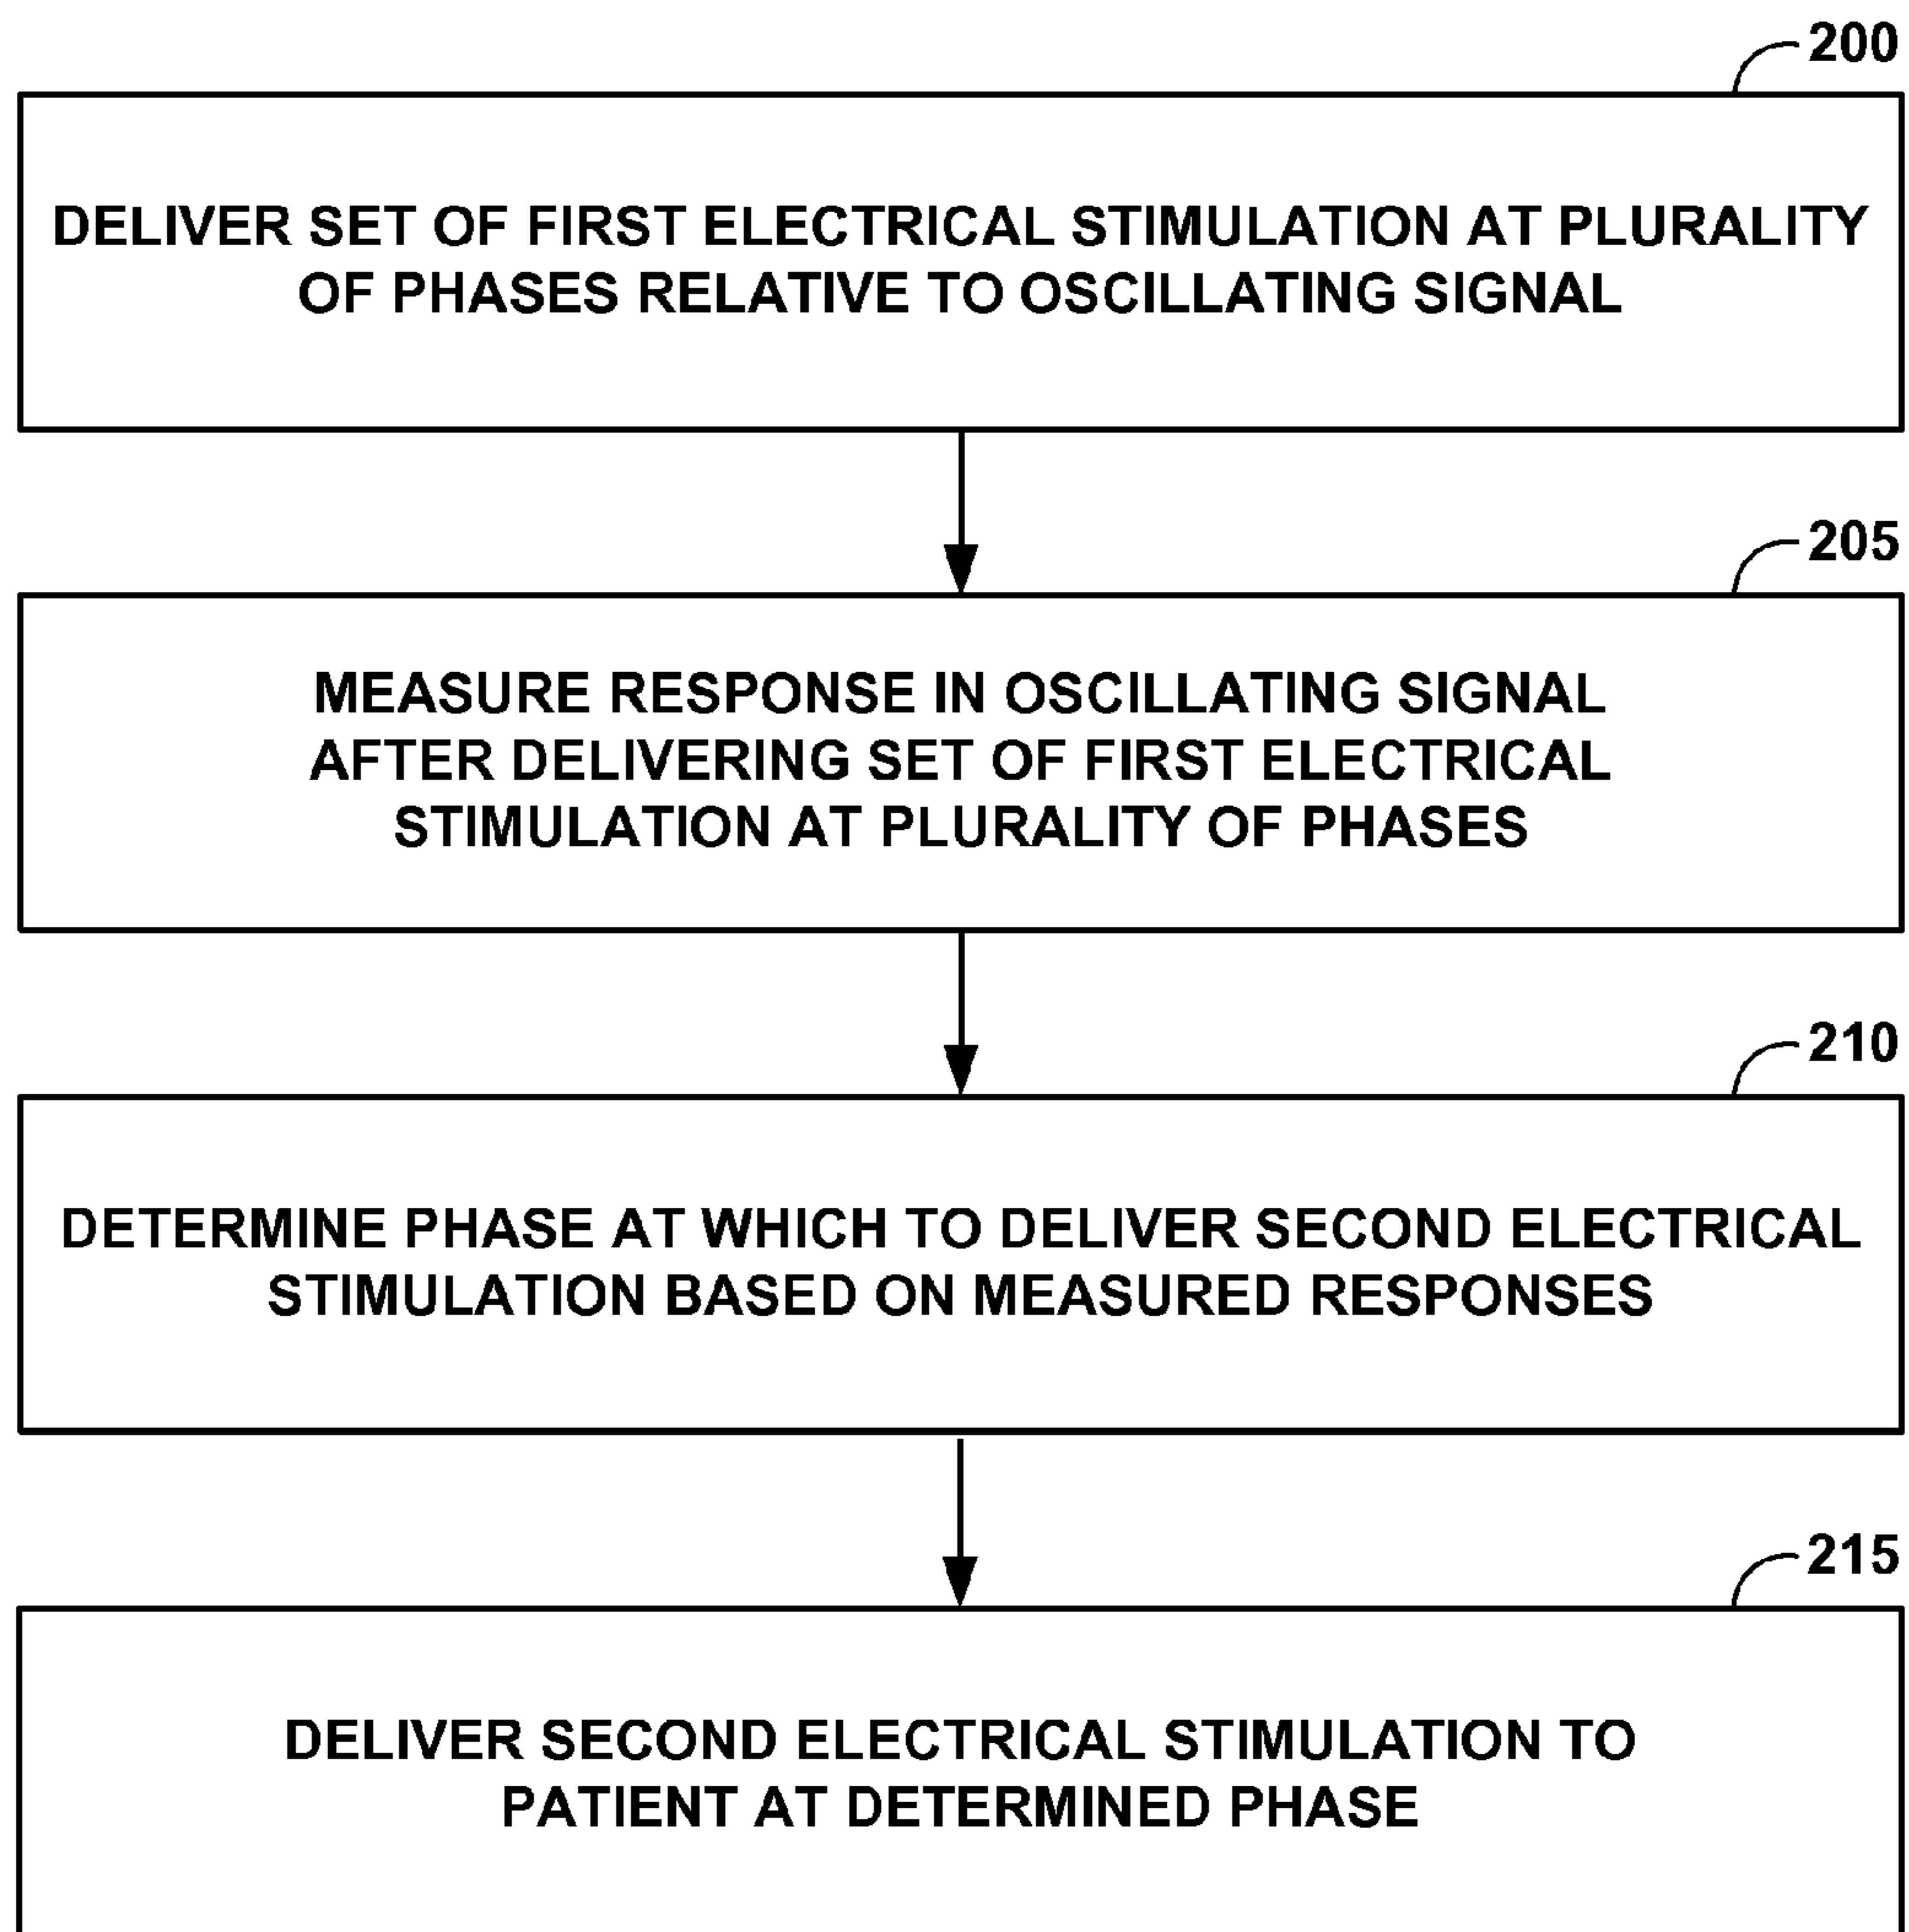 200
DELIVER SET OF FIRST ELECTRICAL STIMULATION AT PLURALITY
OF PHASES RELATIVE TO OSCILLATING SIGNAL
205
MEASURE RESPONSE IN OSCILLATING SIGNAL
AFTER DELIVERING SET OF FIRST ELECTRICAL
STIMULATION AT PLURALITY OF PHASES
210
DETERMINE PHASE AT WHICH TO DELIVER SECOND ELECTRICAL
STIMULATION BASED ON MEASURED RESPONSES
215
DELIVER SECOND ELECTRICAL STIMULATION TO
PATIENT AT DETERMINED PHASE